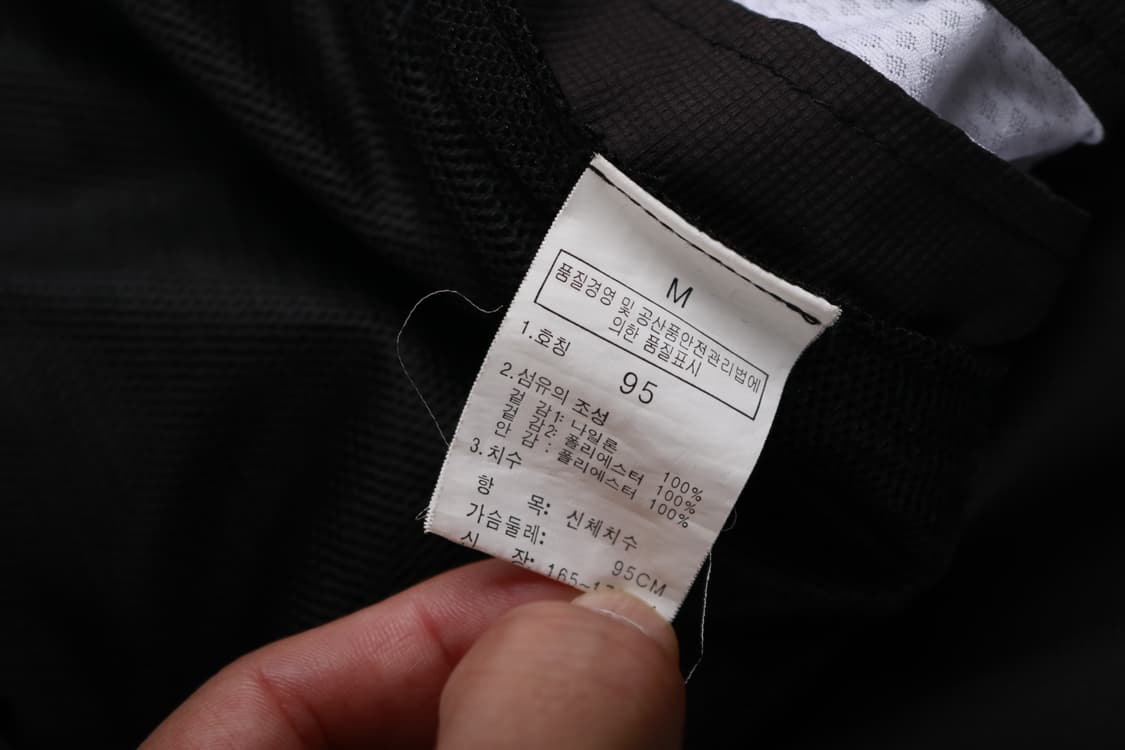 M
품질경영 및 공산품안전관리법에
의한 품질표시
1.호칭 95
2.섬유의 조성
겉 감1: 나일론 100%
겉 감2: 폴리에스터 100%
안 감 : 폴리에스터 100%
3.치수
항 목: 신체치수
가슴둘레: 95CM
신 장: 165~